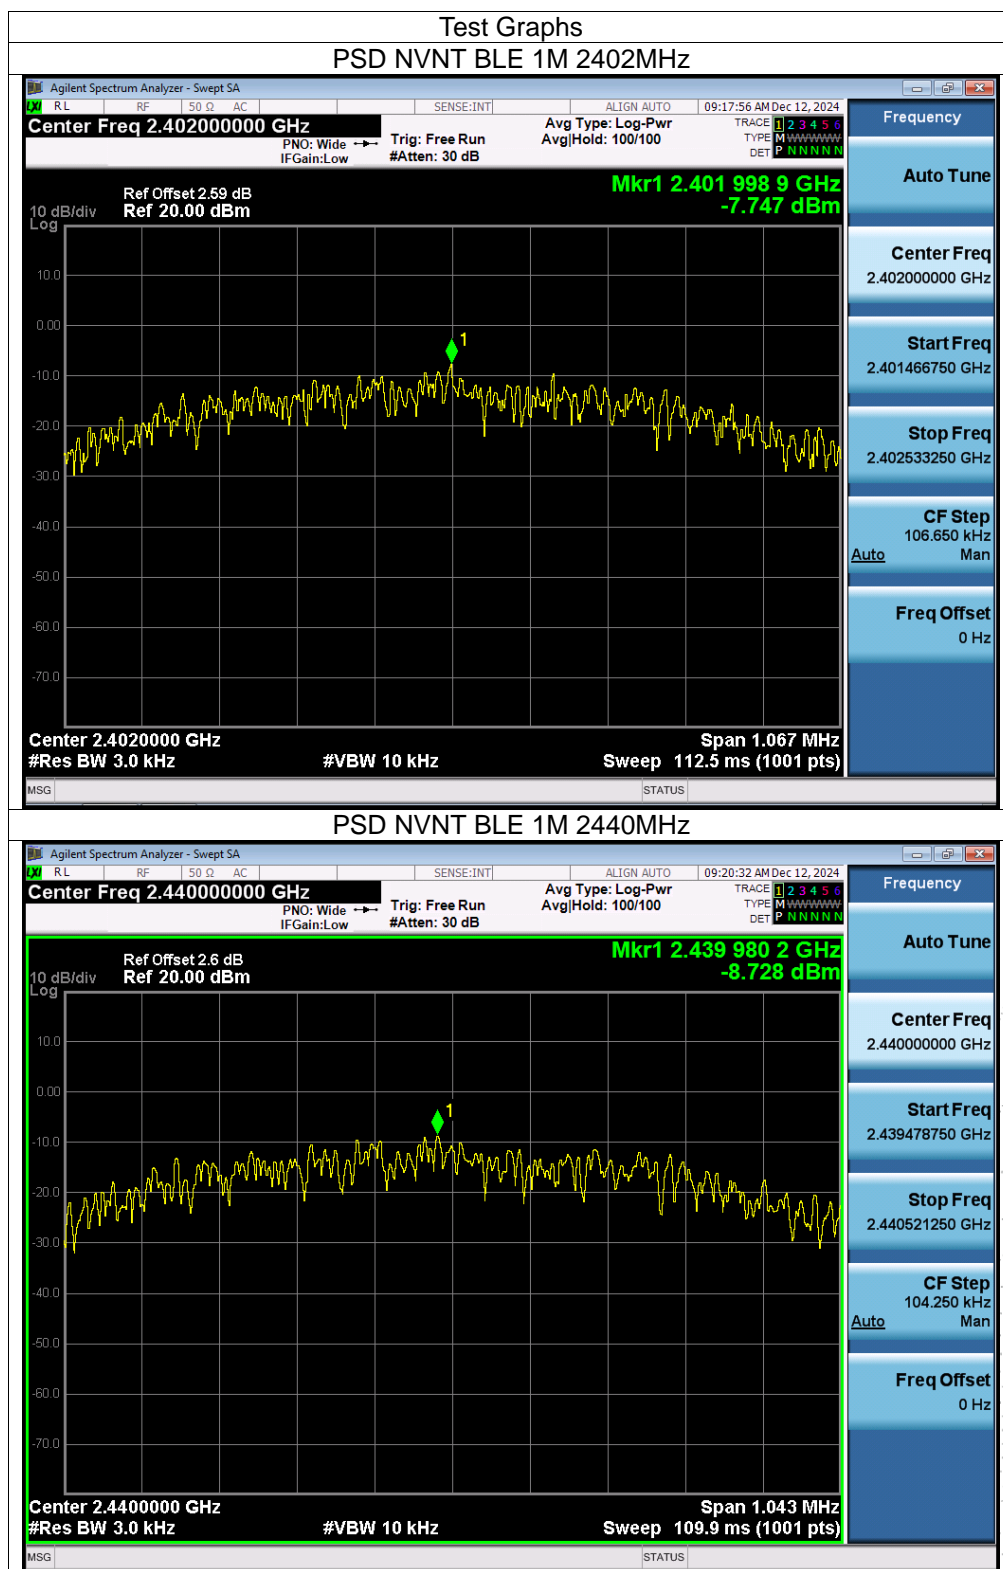 Test Graphs
PSD NVNT BLE 1M 2402MHz
Agilent Spectrum Analyzer - Swept SA
LXI RL RF 50 Ω AC SENSE:INT ALIGN AUTO 09:17:56 AM Dec 12, 2024
Center Freq 2.402000000 GHz Avg Type: Log-Pwr TRACE 1 2 3 4 5 6
PNO: Wide Trig: Free Run Avg|Hold: 100/100 TYPE M WWWWW
IFGain:Low #Atten: 30 dB DET P N N N N N
Frequency
Auto Tune
Ref Offset 2.59 dB Mkr1 2.401 998 9 GHz
10 dB/div Ref 20.00 dBm -7.747 dBm
Log
10.0
0.00
1
-10.0
-20.0
-30.0
-40.0
-50.0
-60.0
-70.0
Center Freq
2.402000000 GHz
Start Freq
2.401466750 GHz
Stop Freq
2.402533250 GHz
CF Step
106.650 kHz
Auto Man
Freq Offset
0 Hz
Center 2.4020000 GHz Span 1.067 MHz
#Res BW 3.0 kHz #VBW 10 kHz Sweep 112.5 ms (1001 pts)
MSG STATUS
PSD NVNT BLE 1M 2440MHz
Agilent Spectrum Analyzer - Swept SA
LXI RL RF 50 Ω AC SENSE:INT ALIGN AUTO 09:20:32 AM Dec 12, 2024
Center Freq 2.440000000 GHz Avg Type: Log-Pwr TRACE 1 2 3 4 5 6
PNO: Wide Trig: Free Run Avg|Hold: 100/100 TYPE M WWWWW
IFGain:Low #Atten: 30 dB DET P N N N N N
Frequency
Auto Tune
Ref Offset 2.6 dB Mkr1 2.439 980 2 GHz
10 dB/div Ref 20.00 dBm -8.728 dBm
Log
10.0
0.00
1
-10.0
-20.0
-30.0
-40.0
-50.0
-60.0
-70.0
Center Freq
2.440000000 GHz
Start Freq
2.439478750 GHz
Stop Freq
2.440521250 GHz
CF Step
104.250 kHz
Auto Man
Freq Offset
0 Hz
Center 2.4400000 GHz Span 1.043 MHz
#Res BW 3.0 kHz #VBW 10 kHz Sweep 109.9 ms (1001 pts)
MSG STATUS